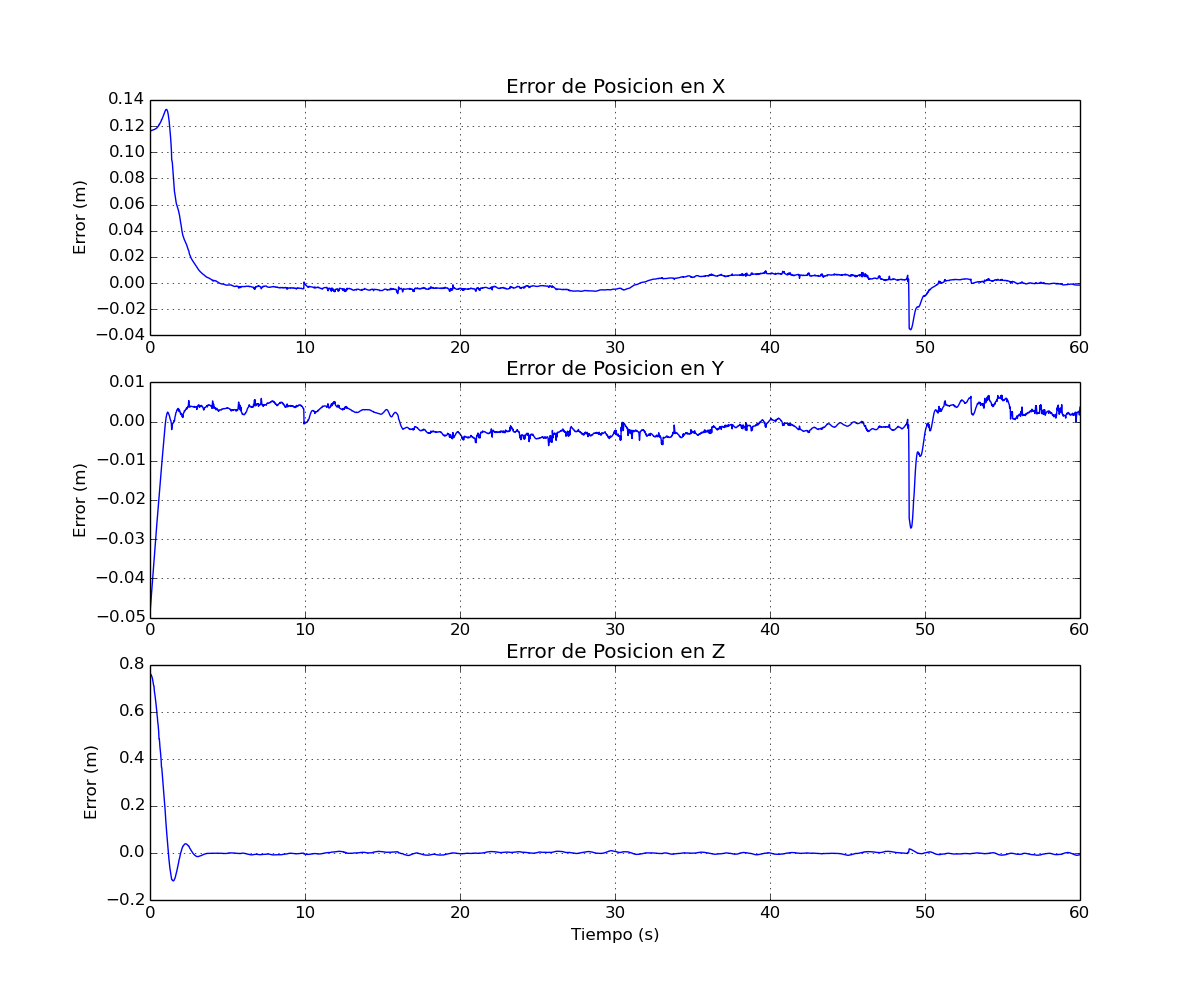 Error de Posicion en X
0.14
0.12
0.10
0.08
0.06
0.04
0.02
0.00
−0.02
−0.04
Error (m)
0 10 20 30 40 50 60
Error de Posicion en Y
0.01
0.00
−0.01
−0.02
−0.03
−0.04
−0.05
Error (m)
0 10 20 30 40 50 60
Error de Posicion en Z
0.8
0.6
0.4
0.2
0.0
−0.2
Error (m)
0 10 20 30 40 50 60
Tiempo (s)